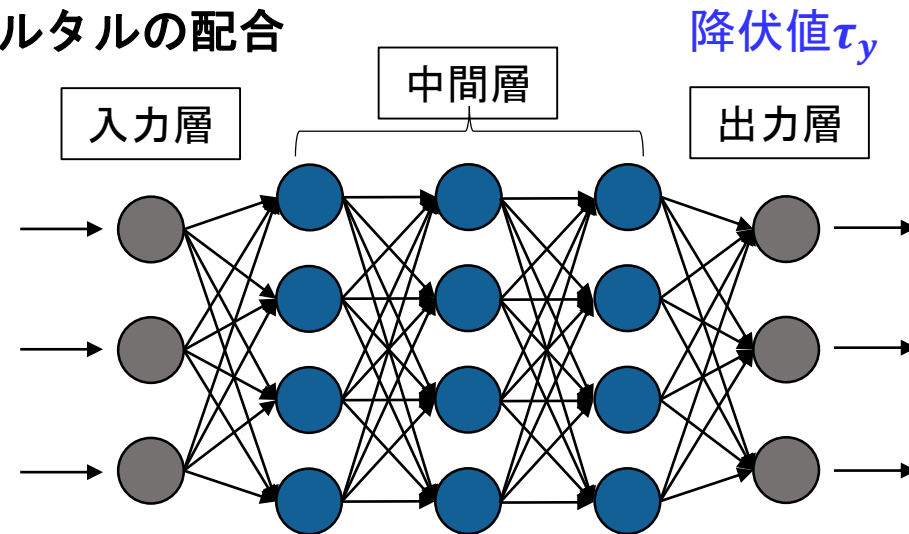 ルタルの配合
降伏値τy
中間層
入力層
出力層